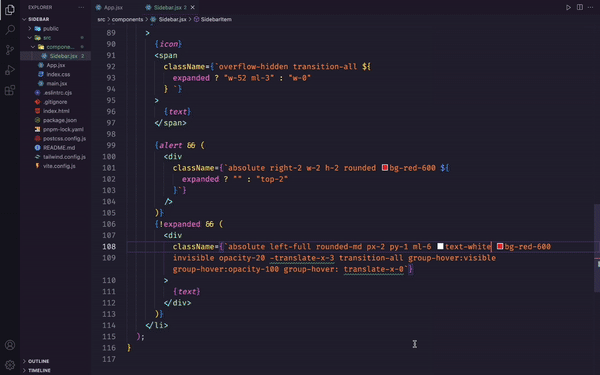 EXPLORER
SIDEBAR
public
src
compone...
Sidebar.jsx 2
App.jsx
index.css
main.jsx
.eslintrc.cjs
.gitignore
index.html
package.json
pnpm-lock.yaml
postcss.config.js
README.md
tailwind.config.js
vite.config.js
OUTLINE
TIMELINE
App.jsx
Sidebar.jsx 2
src > components > Sidebar.jsx > SidebarItem
89 >
90 {icon}
91 <span
92 className={`overflow-hidden transition-all ${
93 expanded ? "w-52 ml-3" : "w-0"
94 } `}
95 >
96 {text}
97 </span>
98
99 {alert && (
100 <div
101 className={`absolute right-2 w-2 h-2 rounded bg-red-600 ${
102 expanded ? "" : "top-2"
103 }`}
104 />
105 )}
106 {!expanded && (
107 <div
108 className={`absolute left-full rounded-md px-2 py-1 ml-6 text-white bg-red-600
109 invisible opacity-20 -translate-x-3 transition-all group-hover:visible
group-hover:opacity-100 group-hover: translate-x-0`}
110 >
111 {text}
112 </div>
113 )}
114 </li>
115 );
116 }
117